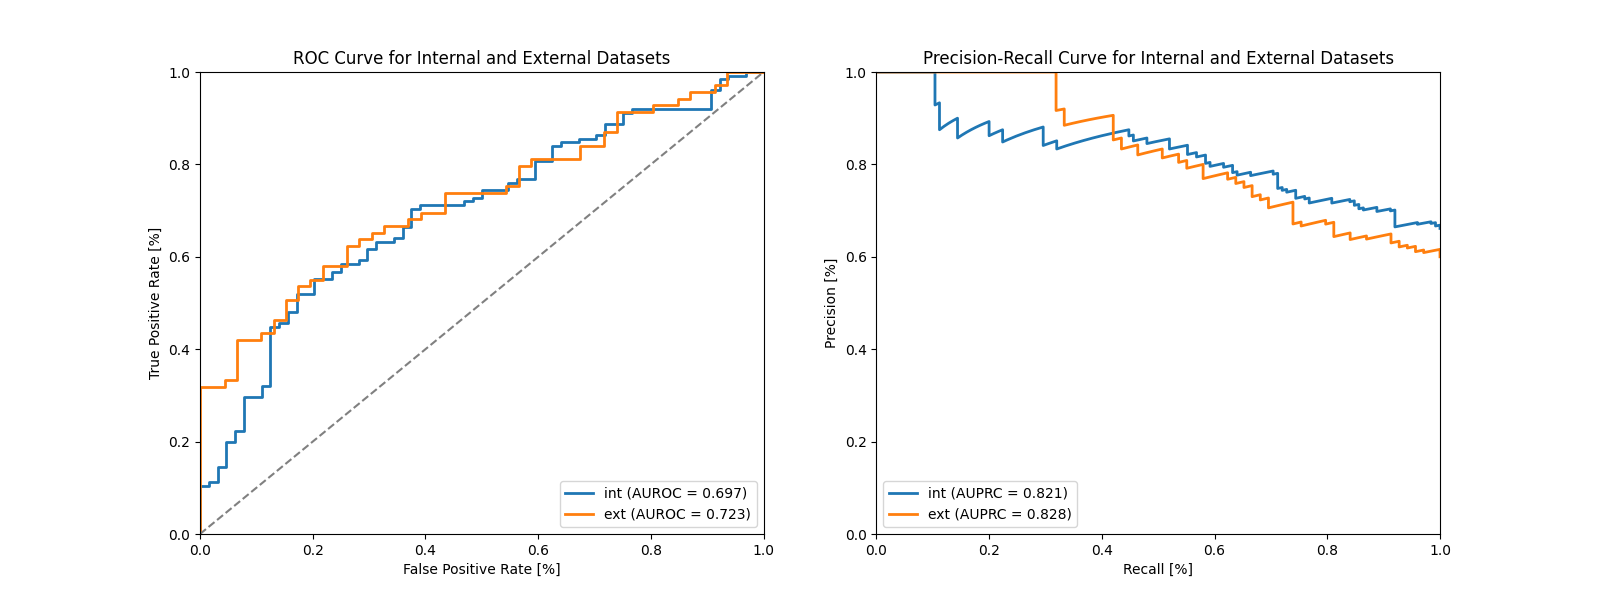 ROC Curve for Internal and External Datasets
1.0
0.8
0.6
0.4
0.2
0.0
True Positive Rate [%]
0.0 0.2 0.4 0.6 0.8 1.0
False Positive Rate [%]
int (AUROC = 0.697)
ext (AUROC = 0.723)
Precision-Recall Curve for Internal and External Datasets
1.0
0.8
0.6
0.4
0.2
0.0
Precision [%]
0.0 0.2 0.4 0.6 0.8 1.0
Recall [%]
int (AUPRC = 0.821)
ext (AUPRC = 0.828)